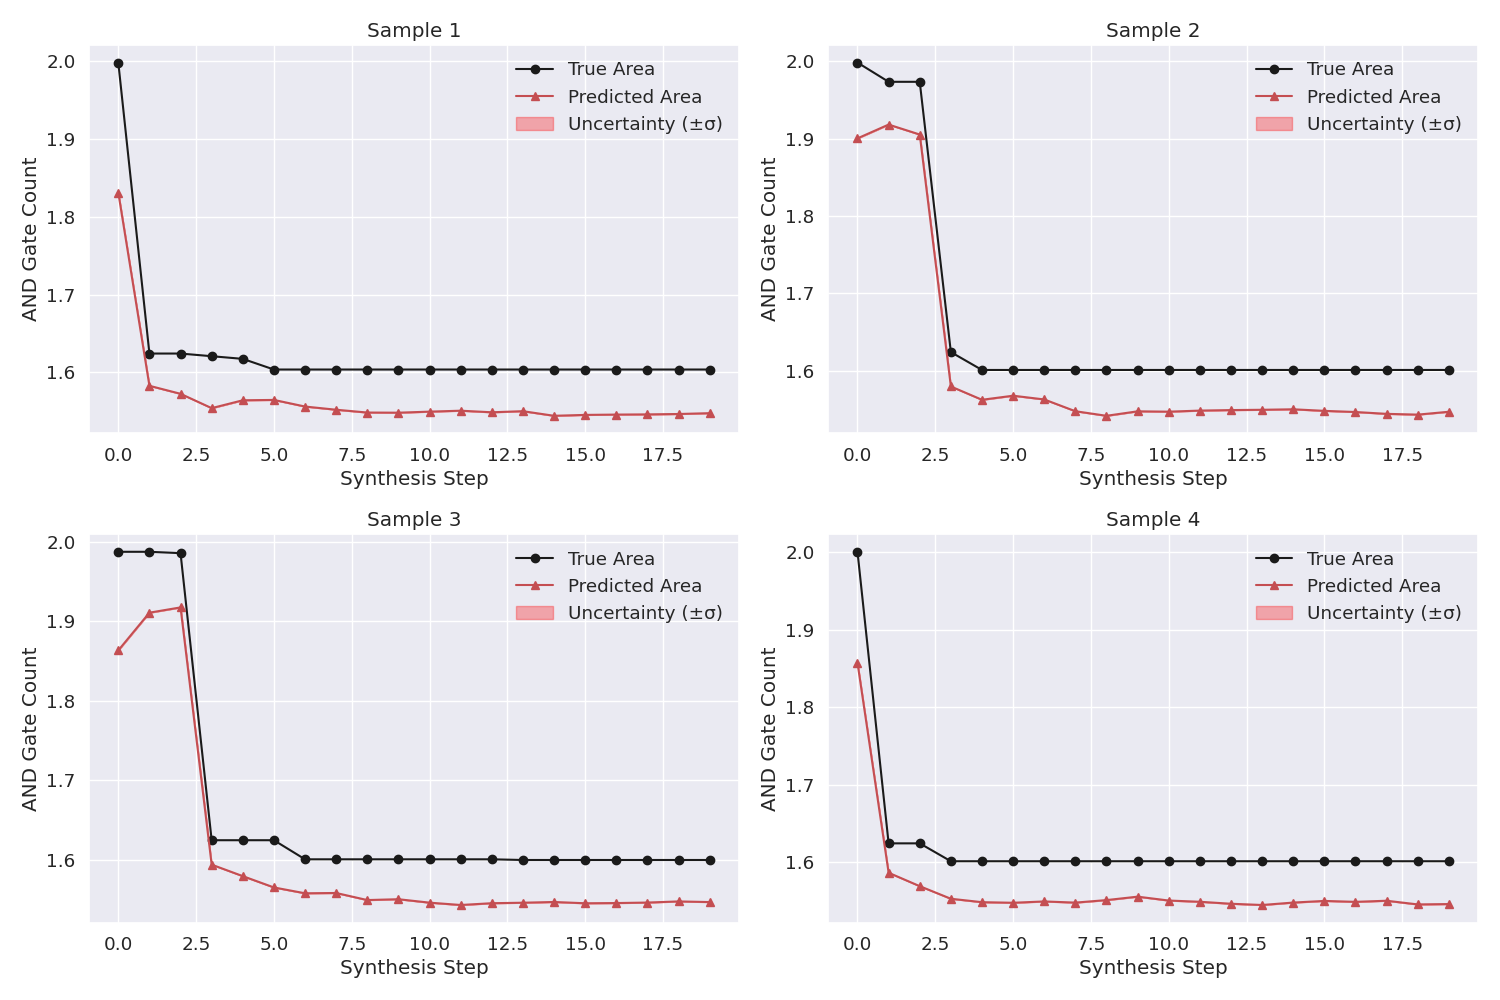 Sample 1
AND Gate Count
2.0
1.9
1.8
1.7
1.6
True Area
Predicted Area
Uncertainty (±σ)
0.0 2.5 5.0 7.5 10.0 12.5 15.0 17.5
Synthesis Step
Sample 2
AND Gate Count
2.0
1.9
1.8
1.7
1.6
True Area
Predicted Area
Uncertainty (±σ)
0.0 2.5 5.0 7.5 10.0 12.5 15.0 17.5
Synthesis Step
Sample 3
AND Gate Count
2.0
1.9
1.8
1.7
1.6
True Area
Predicted Area
Uncertainty (±σ)
0.0 2.5 5.0 7.5 10.0 12.5 15.0 17.5
Synthesis Step
Sample 4
AND Gate Count
2.0
1.9
1.8
1.7
1.6
True Area
Predicted Area
Uncertainty (±σ)
0.0 2.5 5.0 7.5 10.0 12.5 15.0 17.5
Synthesis Step